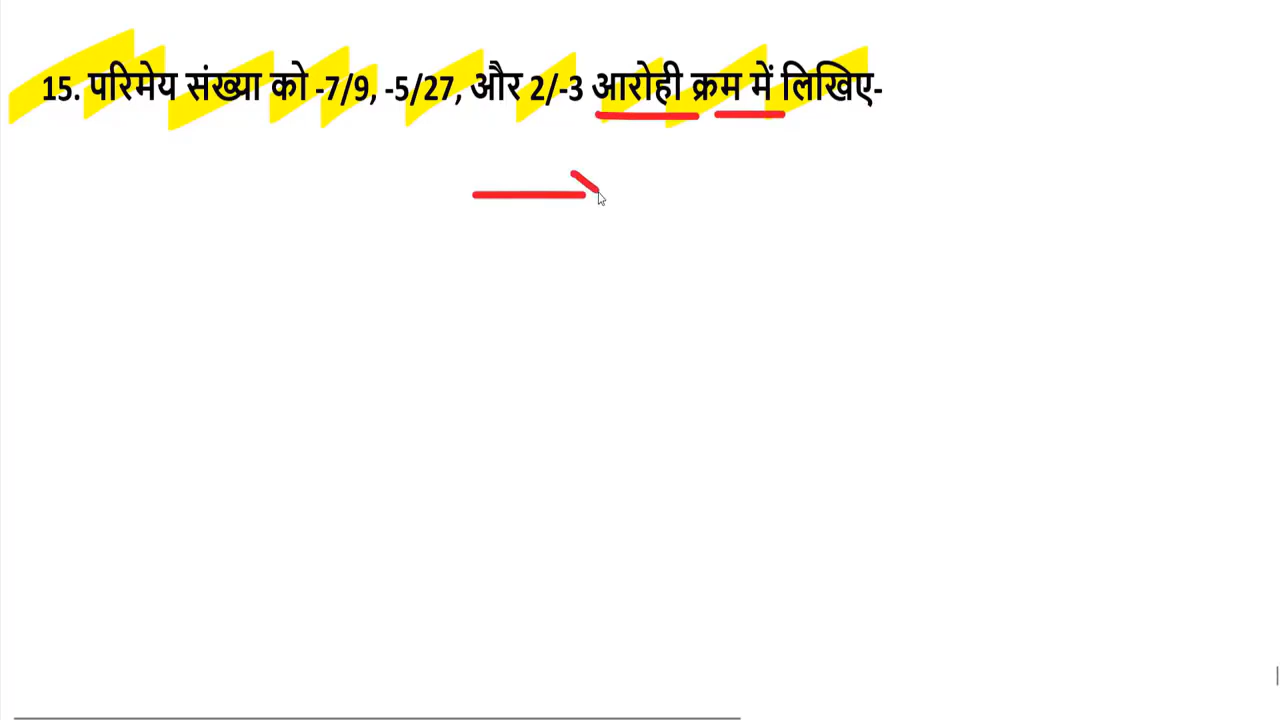 15. परिमेय संख्या को -7/9, -5/27, और 2/-3 आरोही क्रम में लिखिए-